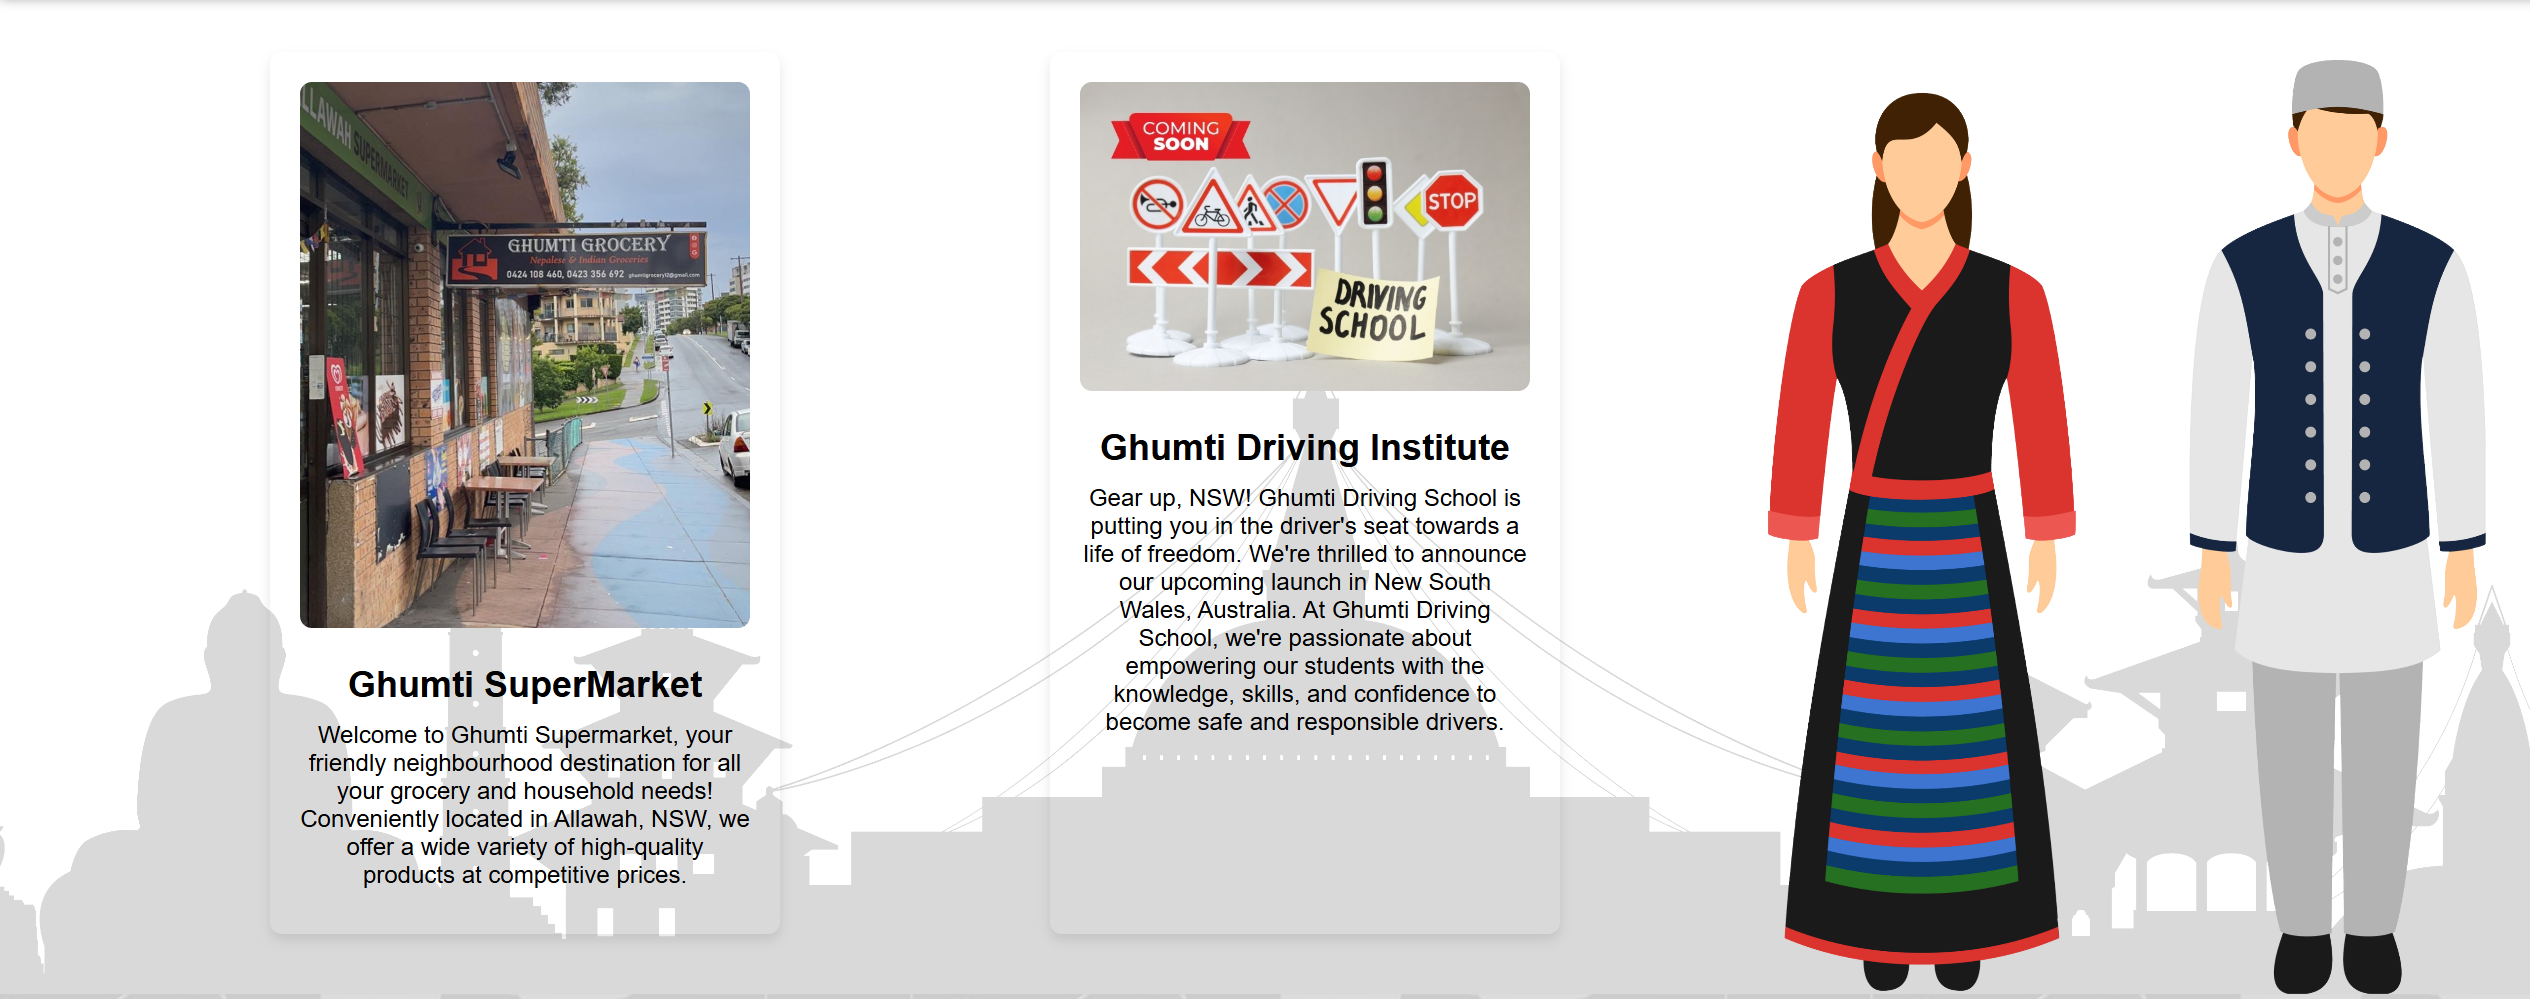 ALLAWAH SUPERMARKET
GHUMTI GROCERY
Nepalese & Indian Groceries
0424 108 460, 0423 356 692 ghumtigrocery12@gmail.com
Ghumti SuperMarket
Welcome to Ghumti Supermarket, your
friendly neighbourhood destination for all
your grocery and household needs!
Conveniently located in Allawah, NSW, we
offer a wide variety of high-quality
products at competitive prices.
COMING
SOON
STOP
DRIVING
SCHOOL
Ghumti Driving Institute
Gear up, NSW! Ghumti Driving School is
putting you in the driver's seat towards a
life of freedom. We're thrilled to announce
our upcoming launch in New South
Wales, Australia. At Ghumti Driving
School, we're passionate about
empowering our students with the
knowledge, skills, and confidence to
become safe and responsible drivers.